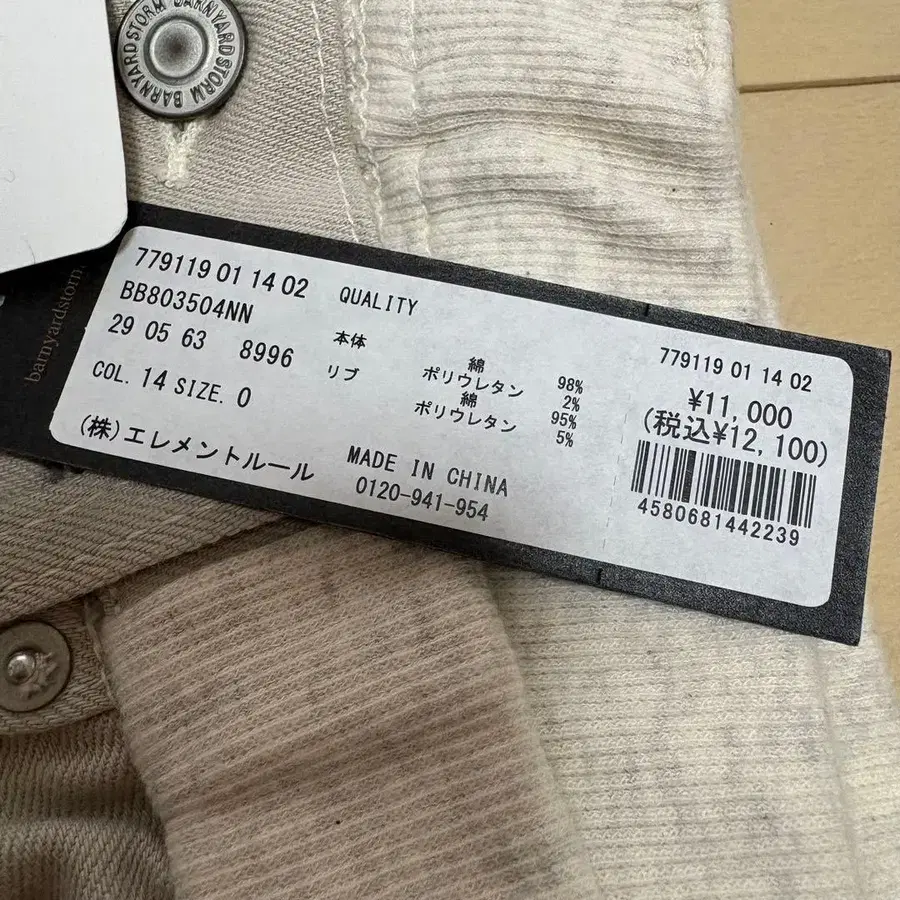 BARNYARDSTORM BARNYARDSTORM
barnyardstorm
779119 01 14 02
BB803504NN
29 05 63 8996
COL. 14 SIZE. 0
(株)エレメントルール
QUALITY
本体 綿 98%
ポリウレタン 2%
リブ 綿 95%
ポリウレタン 5%
MADE IN CHINA
0120-941-954
779119 01 14 02
¥11,000
(税込¥12,100)
4580681442239